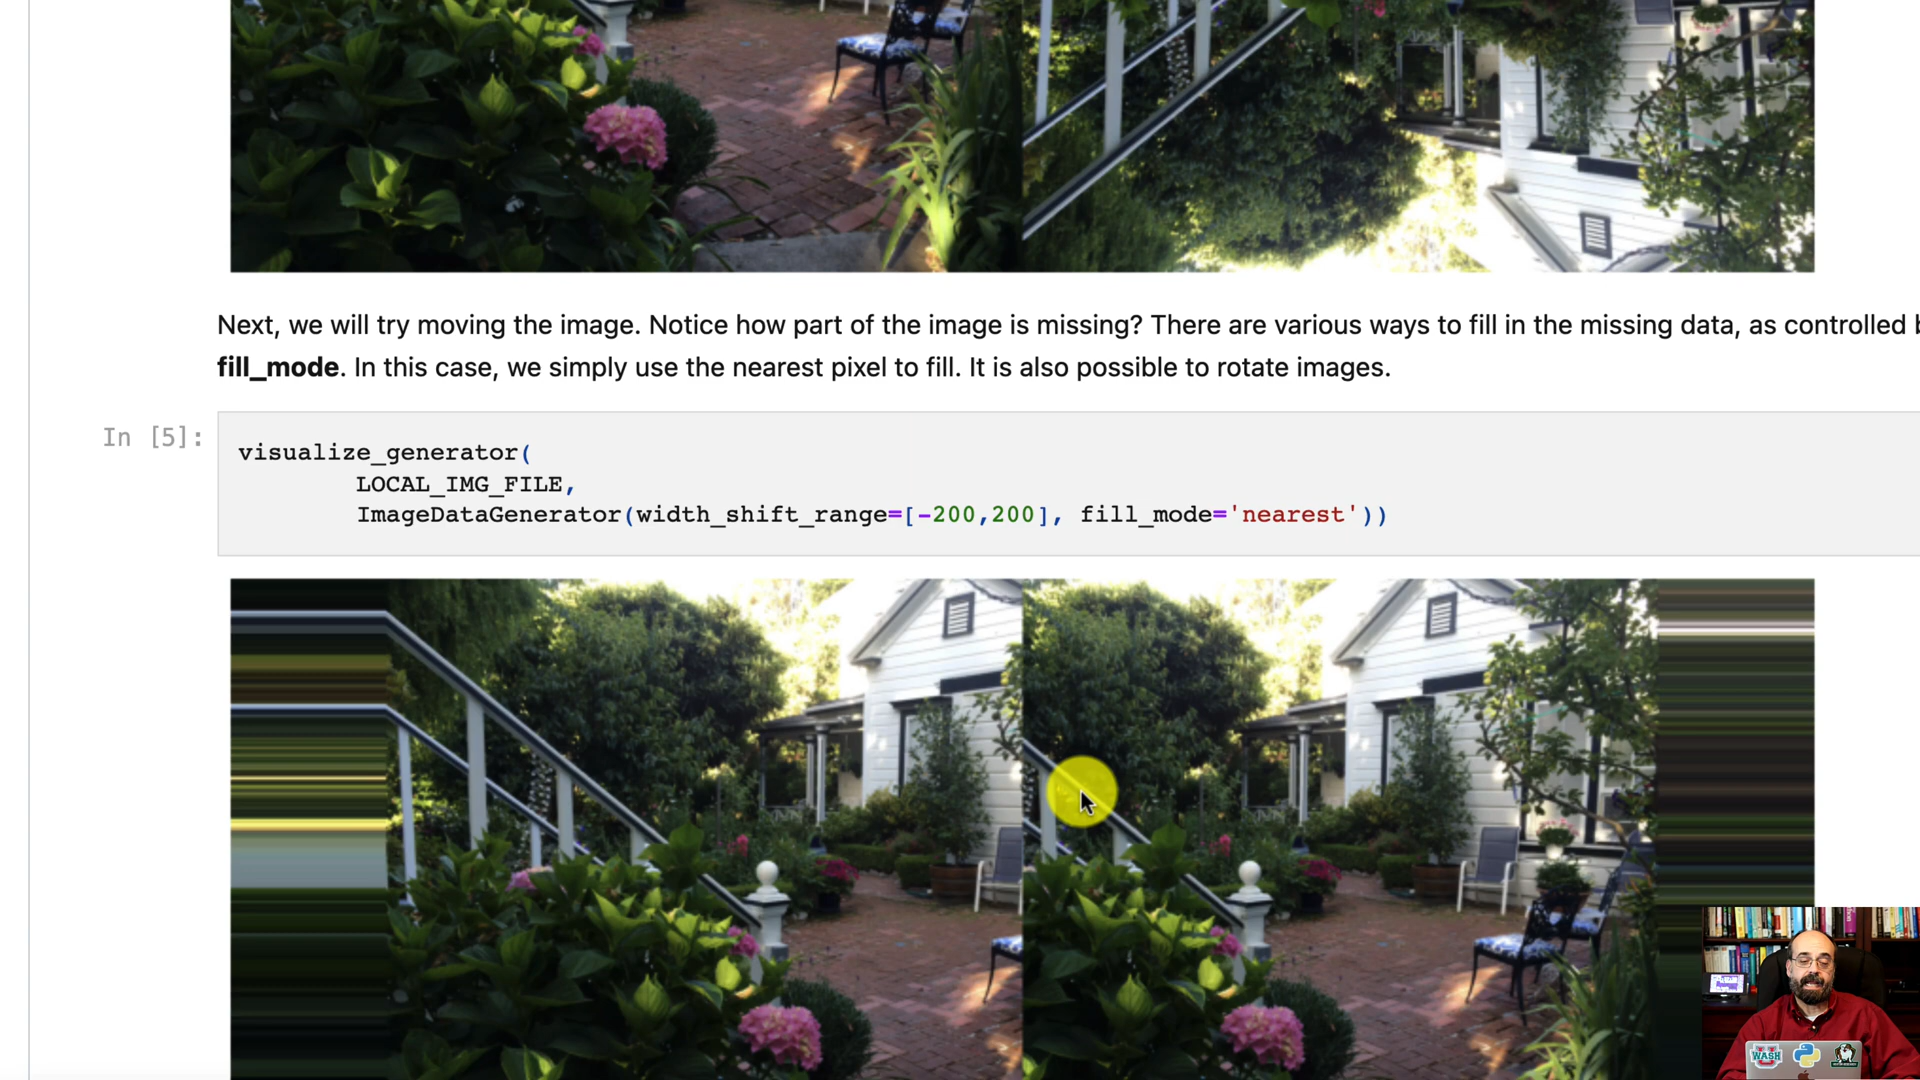 Next, we will try moving the image. Notice how part of the image is missing? There are various ways to fill in the missing data, as controlled
fill_mode. In this case, we simply use the nearest pixel to fill. It is also possible to rotate images.
In [5]:
visualize_generator(
LOCAL_IMG_FILE,
ImageDataGenerator(width_shift_range=[-200,200], fill_mode='nearest'))
WASH